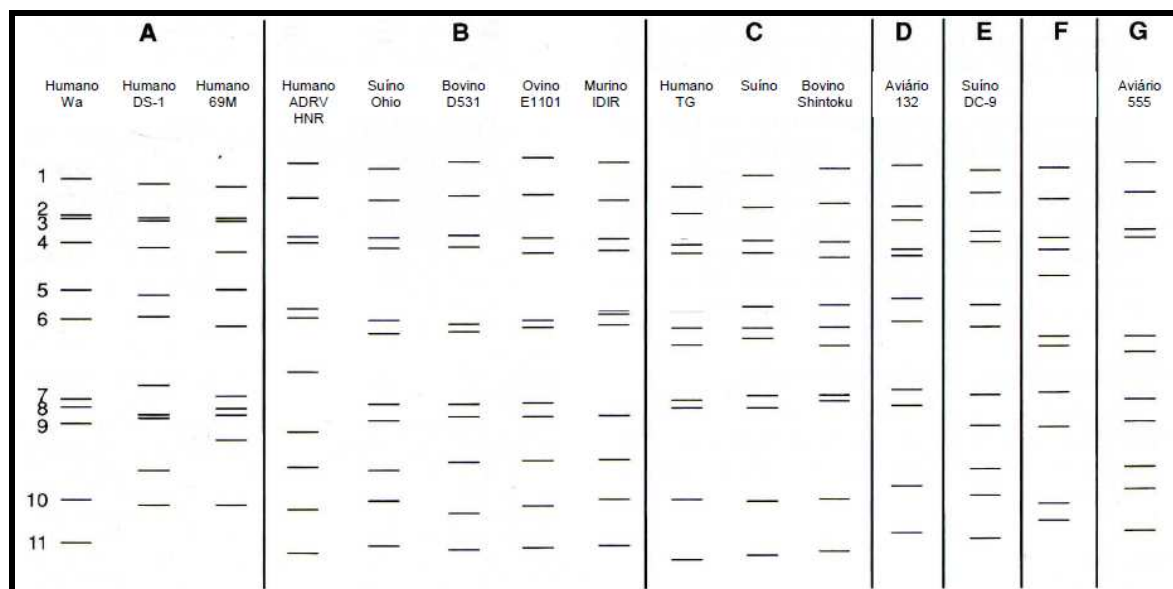 A B C D E F G
Humano Humano Humano Humano Suíno Bovino Ovino Murino Humano Suíno Bovino Aviário Suíno Aviário
Wa DS-1 69M ADRV Ohio D531 E1101 IDIR TG Shintoku 132 DC-9 555
HNR
1
2
3
4
5
6
7
8
9
10
11